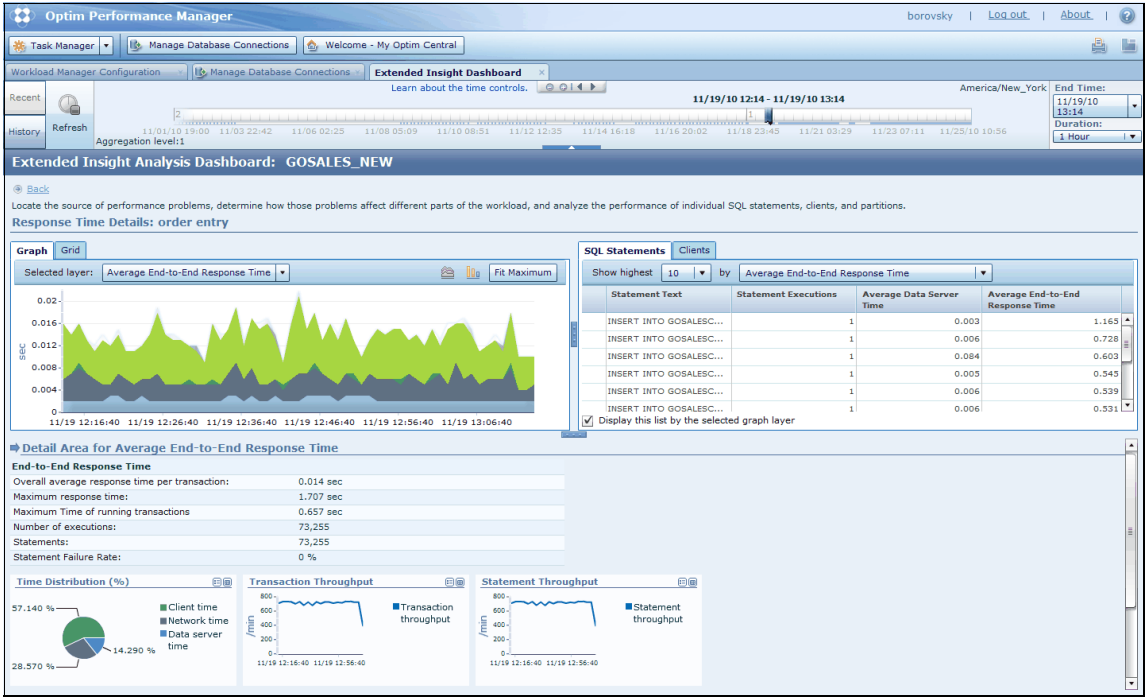 Optim Performance Manager
borovsky | Log out | About | ?
Task Manager
Manage Database Connections
Welcome - My Optim Central
Workload Manager Configuration
Manage Database Connections
Extended Insight Dashboard
Recent
History
Refresh
Learn about the time controls.
11/19/10 12:14 - 11/19/10 13:14
America/New_York
2
1
11/01/10 19:00 11/03 22:42 11/06 02:25 11/08 05:09 11/10 08:51 11/12 12:35 11/14 16:18 11/16 20:02 11/18 23:45 11/21 03:29 11/23 07:11 11/25/10 10:56
Aggregation level:1
End Time:
11/19/10
13:14
Duration:
1 Hour
Extended Insight Analysis Dashboard: GOSALES_NEW
Back
Locate the source of performance problems, determine how those problems affect different parts of the workload, and analyze the performance of individual SQL statements, clients, and partitions.
Response Time Details: order entry
Graph Grid
Selected layer: Average End-to-End Response Time
Fit Maximum
sec
0.02
0.016
0.012
0.008
0.004
0
11/19 12:16:40 11/19 12:26:40 11/19 12:36:40 11/19 12:46:40 11/19 12:56:40 11/19 13:06:40
SQL Statements Clients
Show highest 10 by Average End-to-End Response Time
Statement Text Statement Executions Average Data Server Time Average End-to-End Response Time
INSERT INTO GOSALESC... 1 0.003 1.165
INSERT INTO GOSALESC... 1 0.006 0.728
INSERT INTO GOSALESC... 1 0.084 0.603
INSERT INTO GOSALESC... 1 0.005 0.545
INSERT INTO GOSALESC... 1 0.006 0.539
INSERT INTO GOSALESC... 1 0.006 0.531
Display this list by the selected graph layer
Detail Area for Average End-to-End Response Time
End-to-End Response Time
Overall average response time per transaction: 0.014 sec
Maximum response time: 1.707 sec
Maximum Time of running transactions 0.657 sec
Number of executions: 73,255
Statements: 73,255
Statement Failure Rate: 0 %
Time Distribution (%)
57.140 %
28.570 %
14.290 %
Client time
Network time
Data server
time
Transaction Throughput
/min
800
600
400
200
0
11/19 12:16:40 11/19 12:56:40
Transaction
throughput
Statement Throughput
/min
800
600
400
200
0
11/19 12:16:40 11/19 12:56:40
Statement
throughput